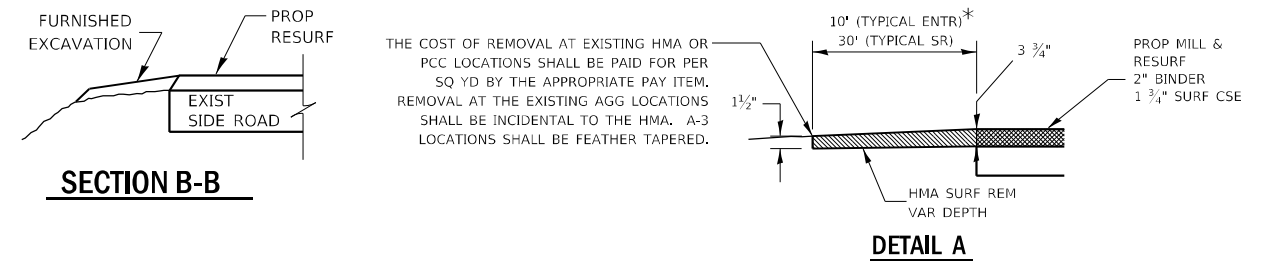 FURNISHED
EXCAVATION
PROP
RESURF
EXIST
SIDE ROAD
SECTION B-B
THE COST OF REMOVAL AT EXISTING HMA OR
PCC LOCATIONS SHALL BE PAID FOR PER
SQ YD BY THE APPROPRIATE PAY ITEM.
REMOVAL AT THE EXISTING AGG LOCATIONS
SHALL BE INCIDENTAL TO THE HMA. A-3
LOCATIONS SHALL BE FEATHER TAPERED.
10' (TYPICAL ENTR)*
30' (TYPICAL SR)
1½"
3 ¾"
PROP MILL &
RESURF
2" BINDER
1 ¾" SURF CSE
HMA SURF REM
VAR DEPTH
DETAIL A